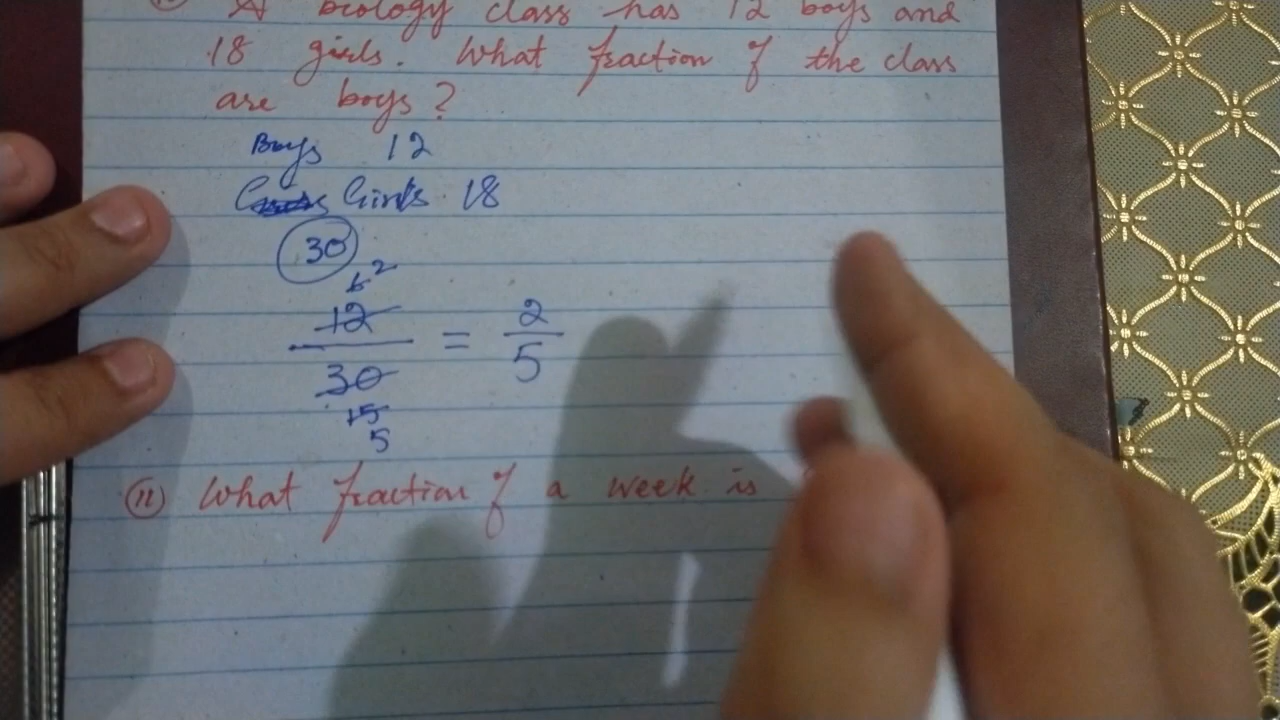 A biology class has 12 boys and
18 girls. What fraction of the class
are boys?
Boys 12
Girls 18
30
6 2
12
30
15
5
= 2
5
(11) What fraction of a week is